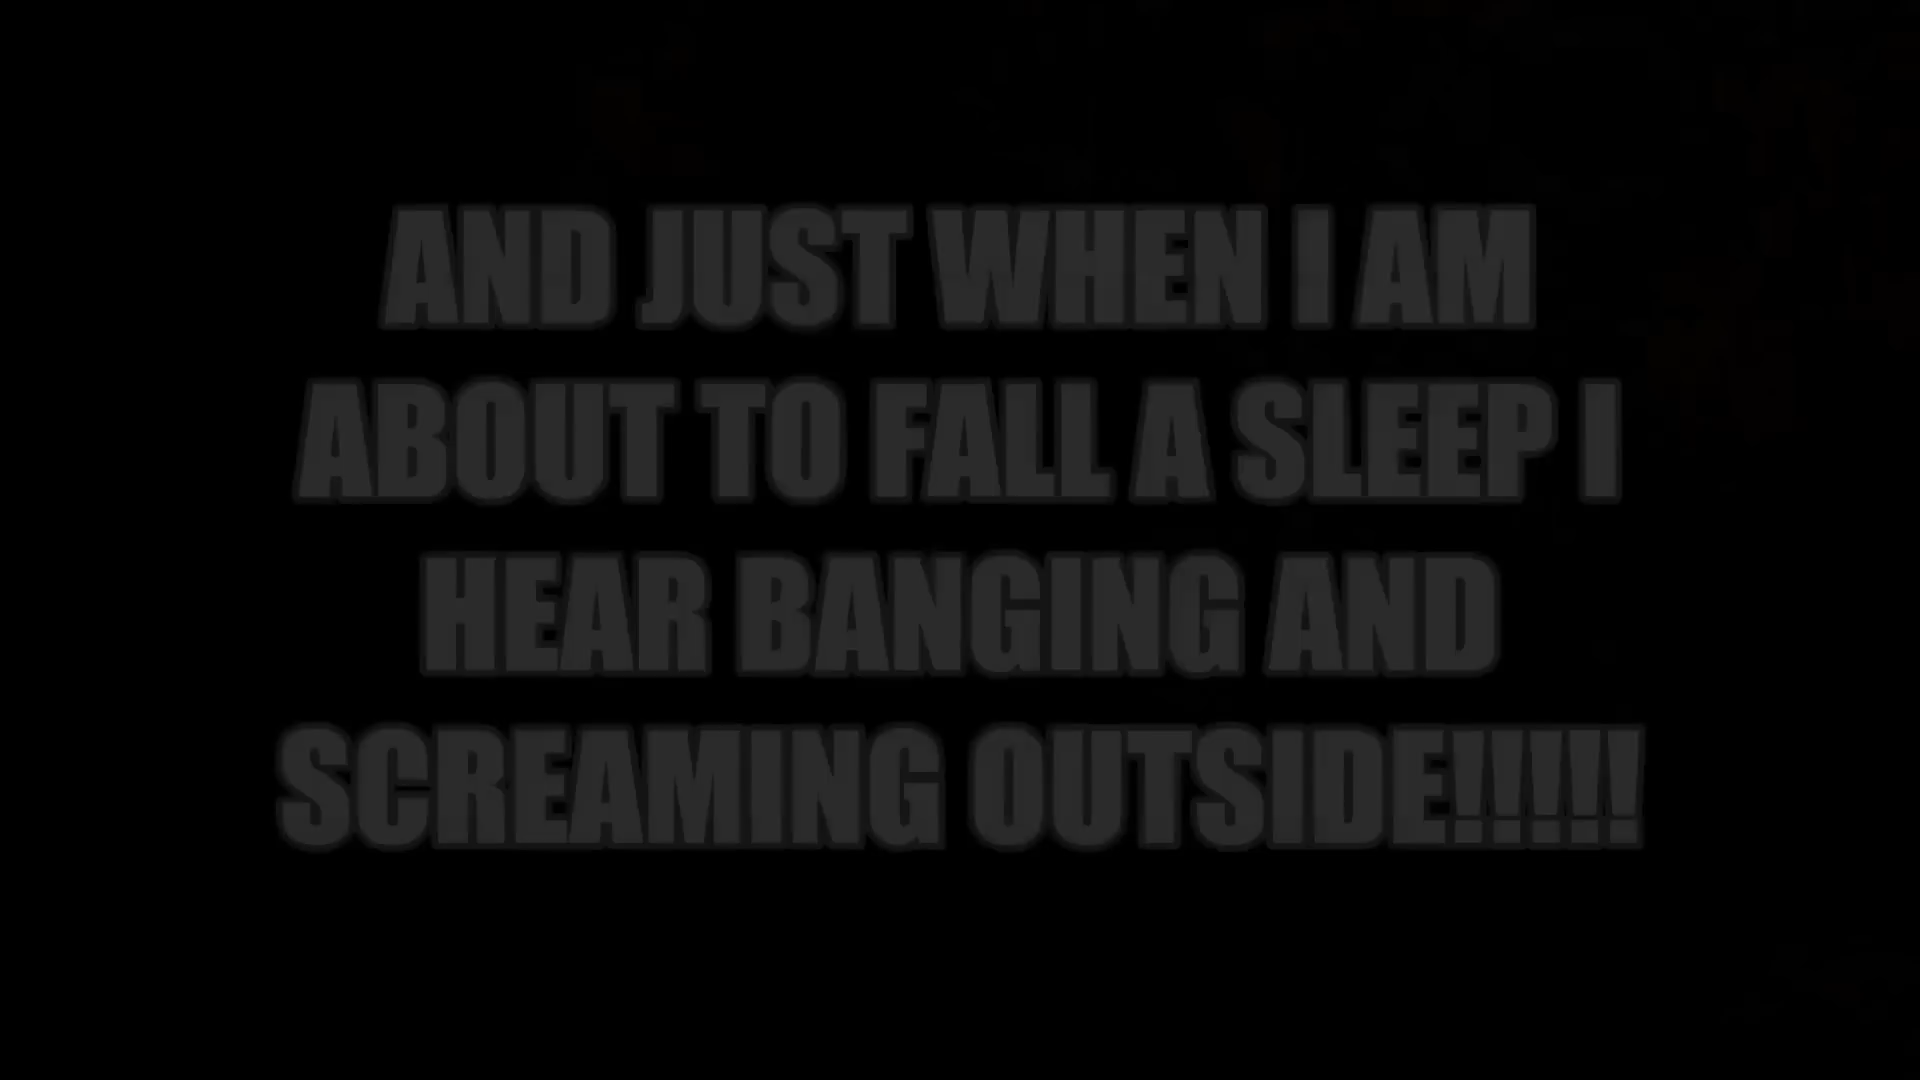 AND JUST WHEN I AM
ABOUT TO FALL A SLEEP I
HEAR BANGING AND
SCREAMING OUTSIDE!!!!!